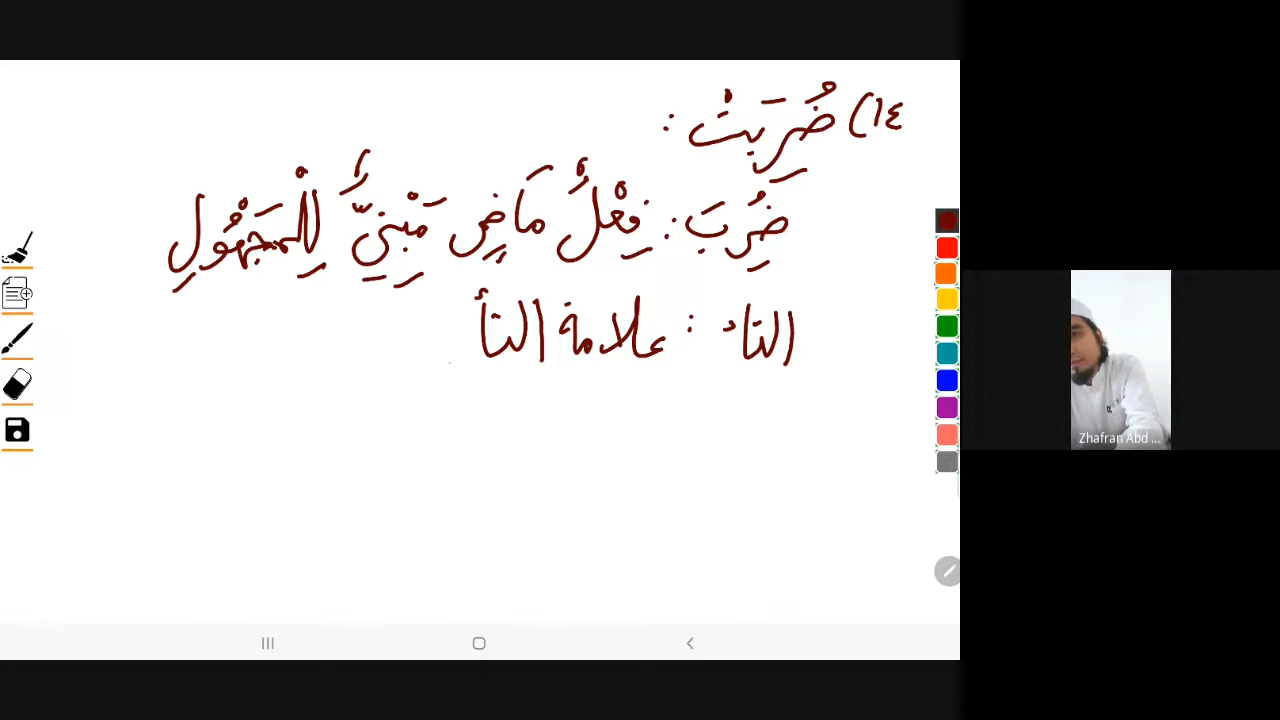 ١٤) ضُرِبَتْ :
ضُرِبَ : فِعْلٌ مَاضٍ مَبْنِيٌّ لِلْمَجْهُولِ
التاء : علامة التأ
Zhafran Abd ...